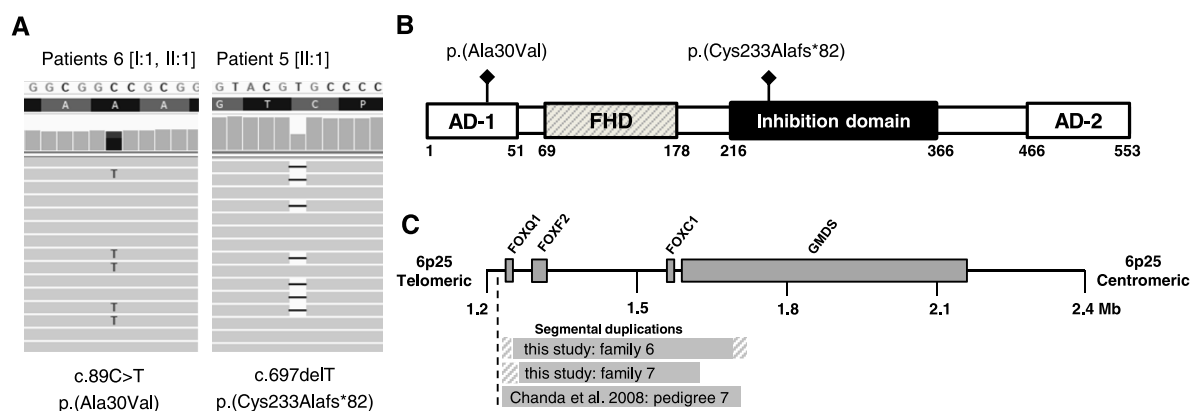 A
Patients 6 [I:1, II:1]
Patient 5 [II:1]
G G C G G C C G C G G
G T A C G T G C C C C
A A A
G T C P
T
T
T
T
T
c.89C>T
p.(Ala30Val)
c.697delT
p.(Cys233Alafs*82)
B
p.(Ala30Val)
p.(Cys233Alafs*82)
AD-1
FHD
Inhibition domain
AD-2
1 51 69 178 216 366 466 553
C
FOXQ1
FOXF2
FOXC1
GMDS
6p25
Telomeric
6p25
Centromeric
1.2 1.5 1.8 2.1 2.4 Mb
Segmental duplications
this study: family 6
this study: family 7
Chanda et al. 2008: pedigree 7